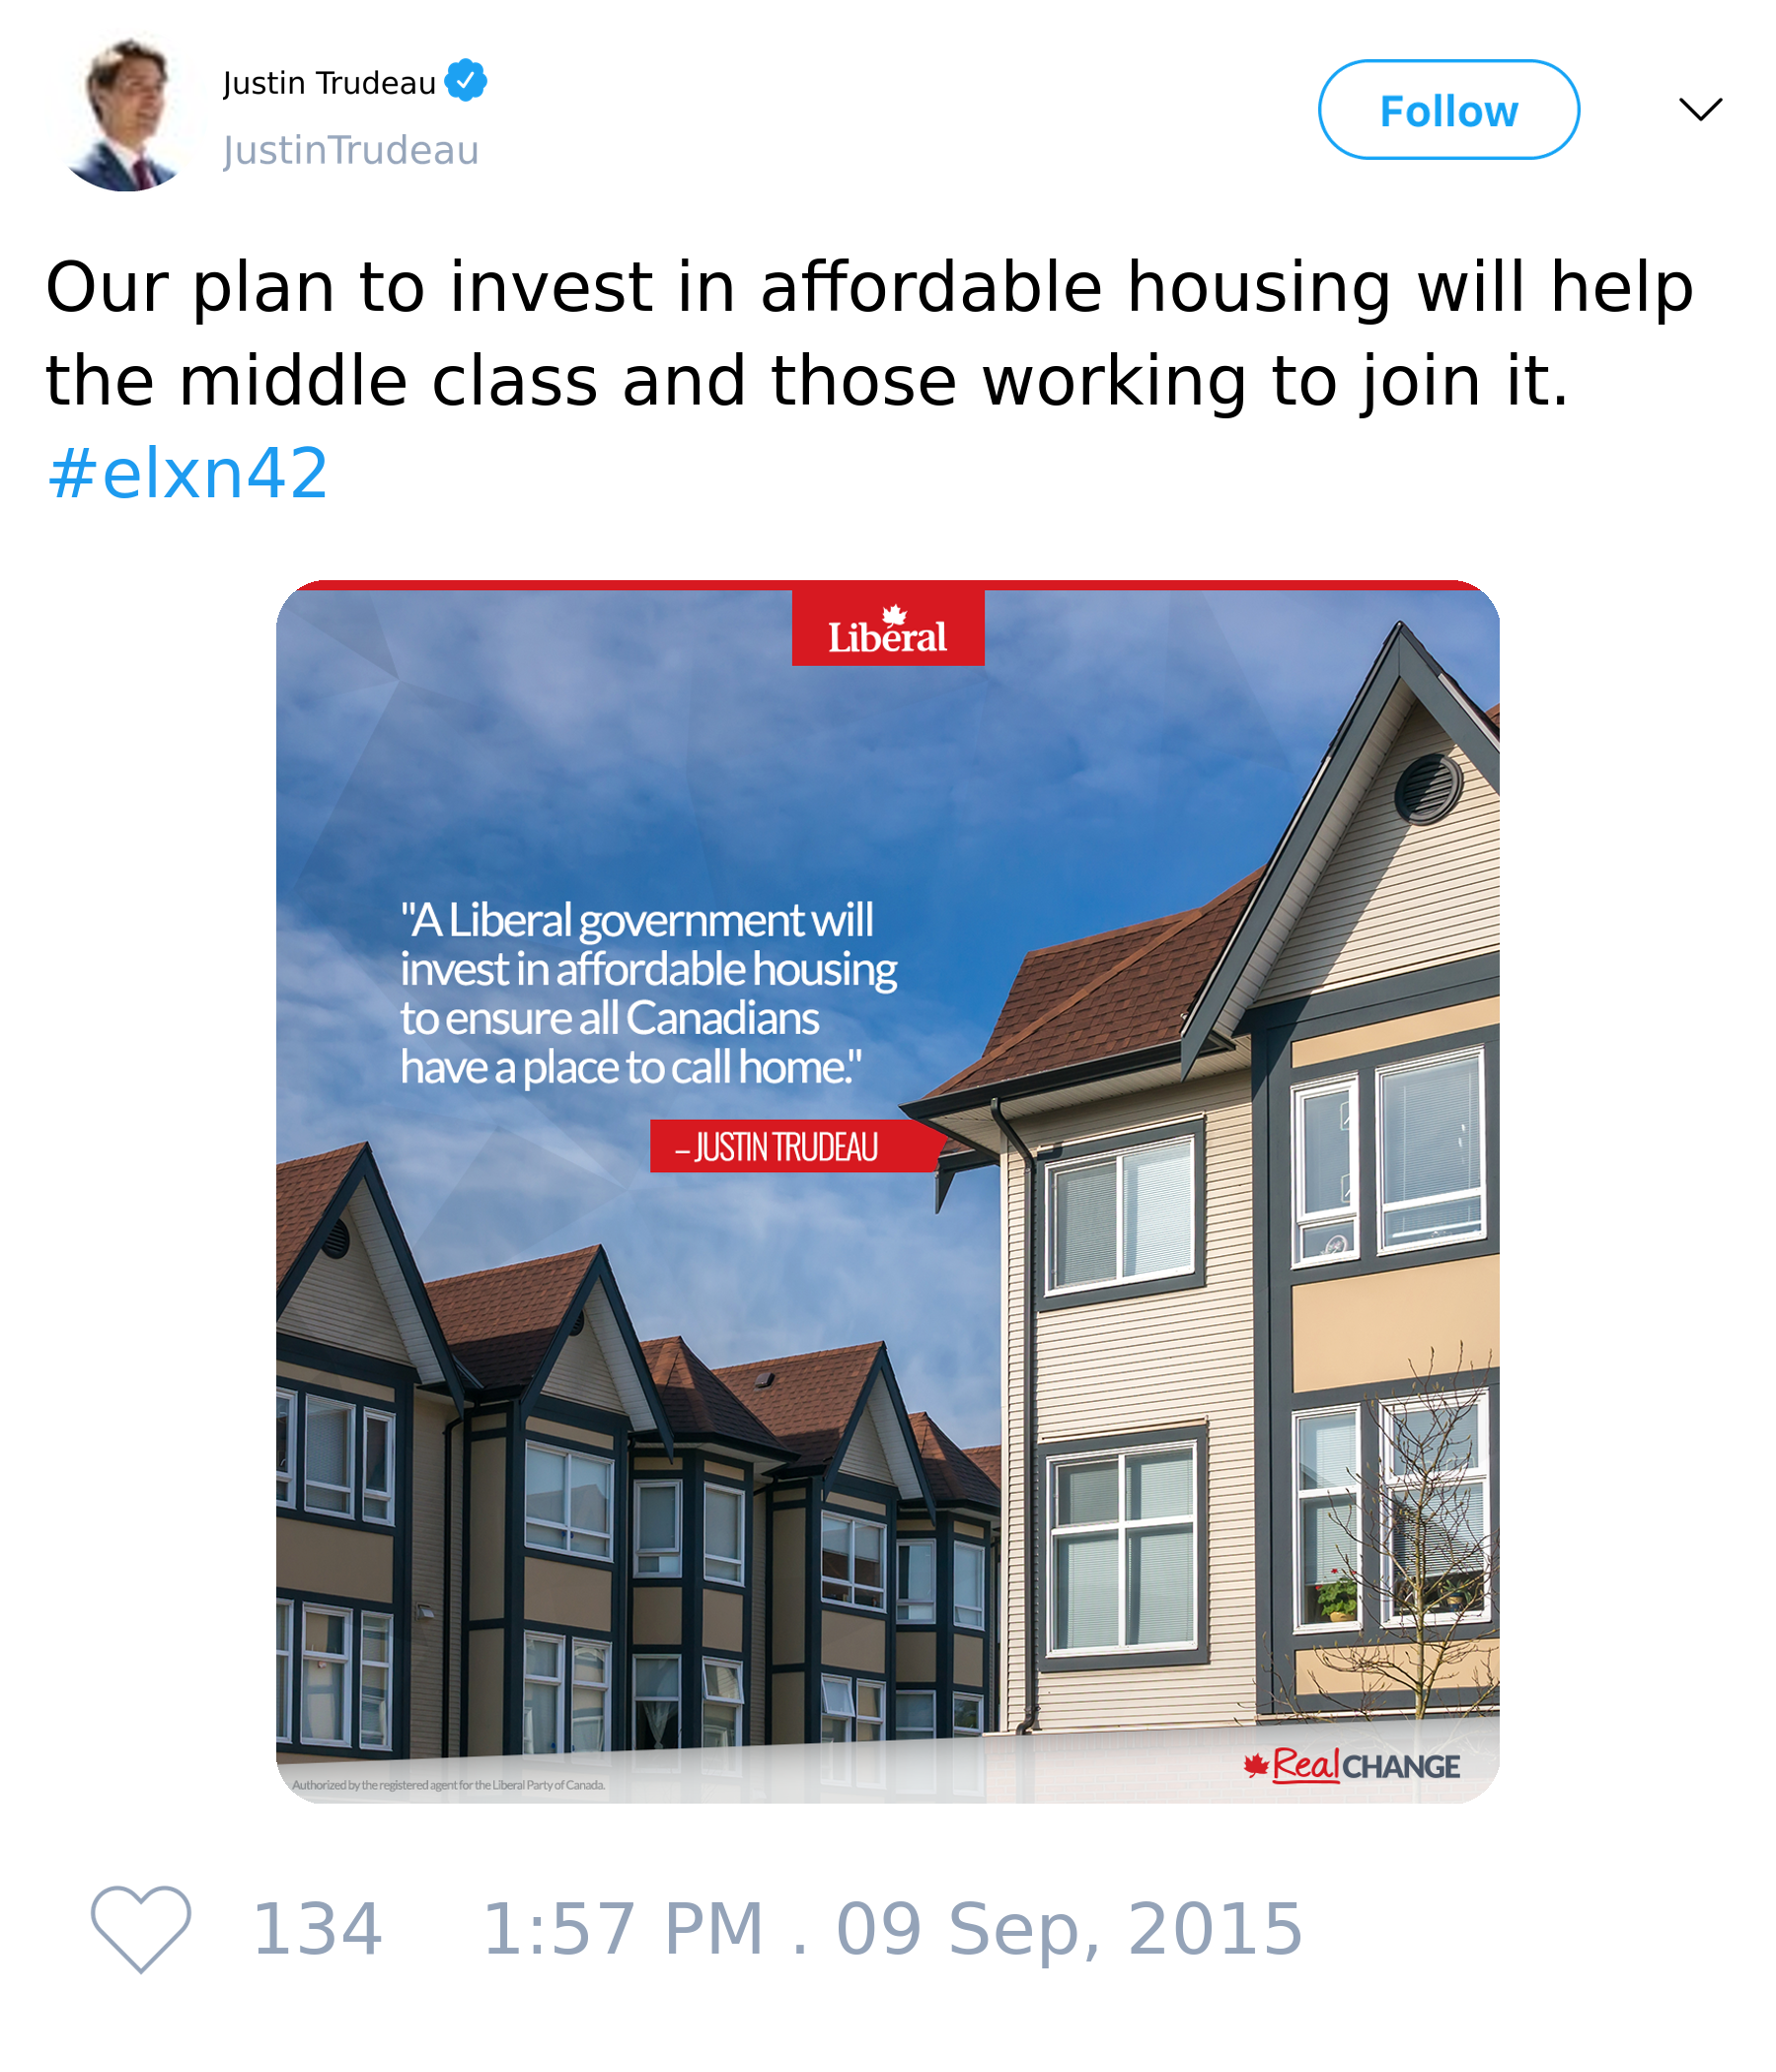 Justin Trudeau
JustinTrudeau
Follow
Our plan to invest in affordable housing will help
the middle class and those working to join it.
#elxn42
Liberal
"A Liberal government will
invest in affordable housing
to ensure all Canadians
have a place to call home."
– JUSTIN TRUDEAU
Authorized by the registered agent for the Liberal Party of Canada.
Real CHANGE
134 1:57 PM . 09 Sep, 2015